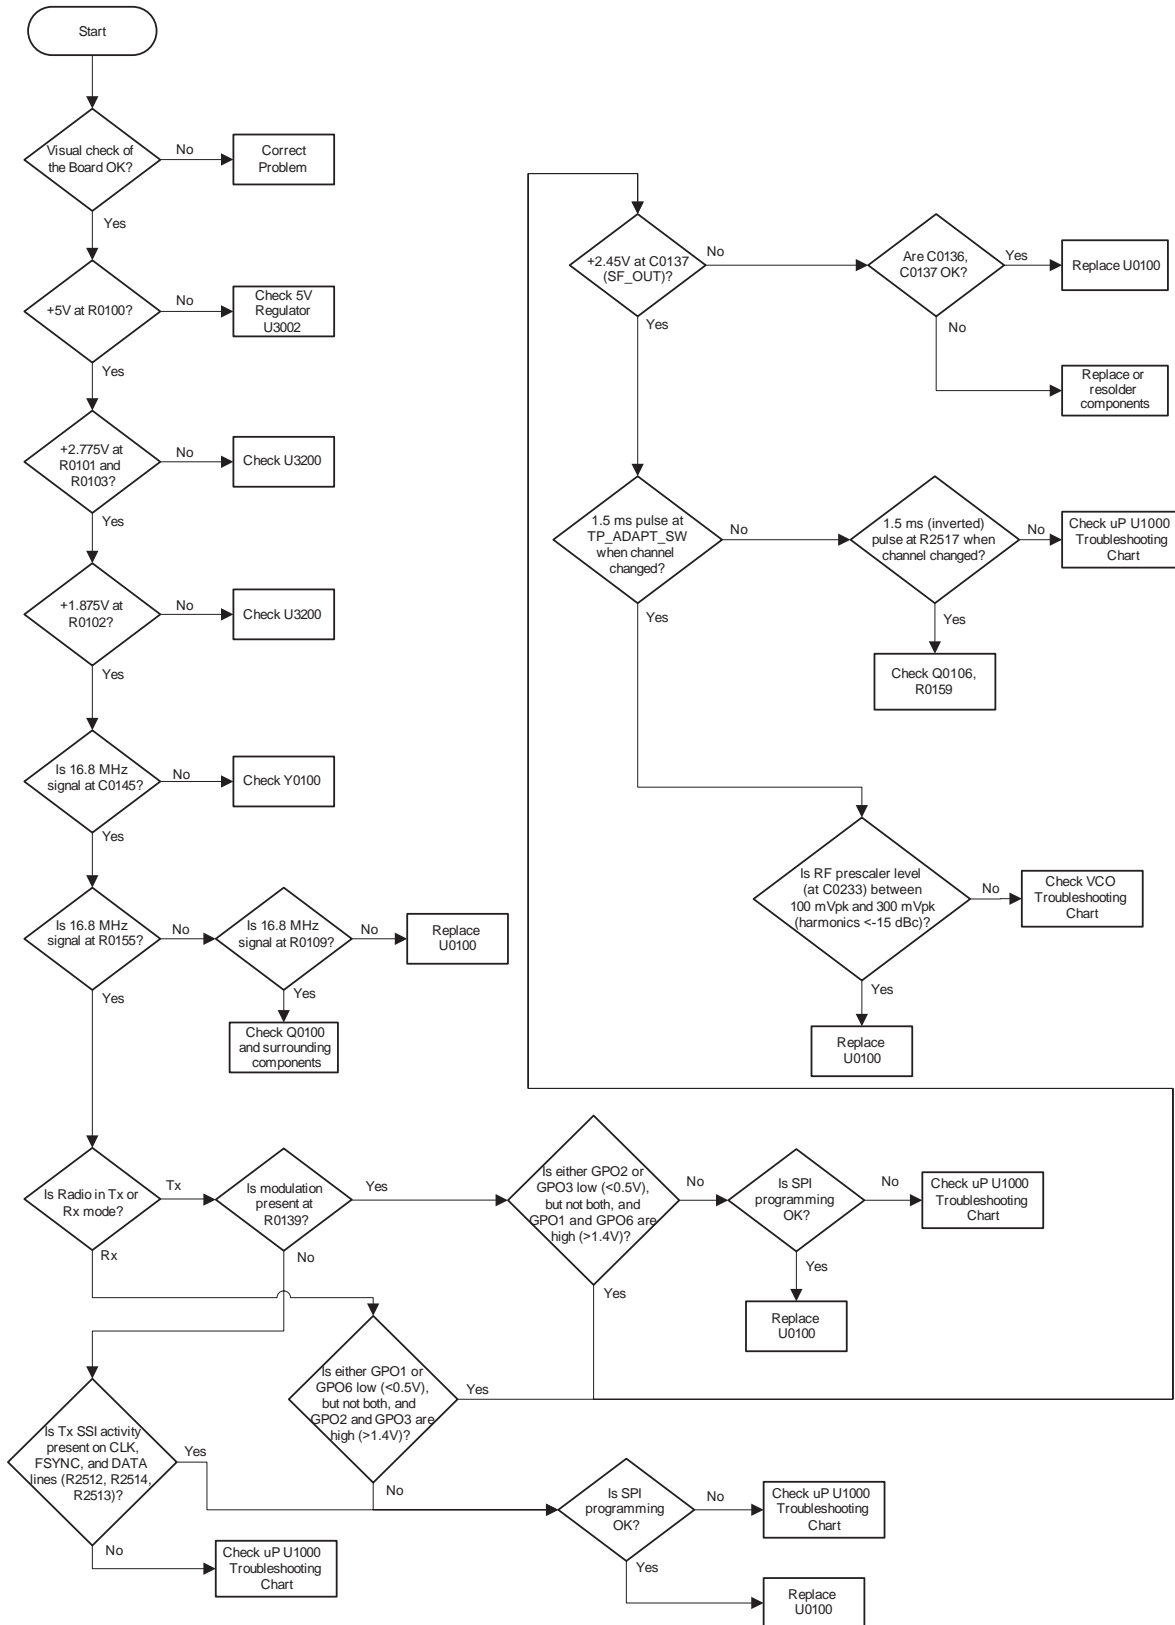 Start
Visual check of
the Board OK?
No
Correct
Problem
Yes
+5V at R0100?
No
Check 5V
Regulator
U3002
Yes
+2.775V at
R0101 and
R0103?
No
Check U3200
Yes
+1.875V at
R0102?
No
Check U3200
Yes
Is 16.8 MHz
signal at C0145?
No
Check Y0100
Yes
Is 16.8 MHz
signal at R0155?
No
Is 16.8 MHz
signal at R0109?
No
Replace
U0100
Yes
Check Q0100
and surrounding
components
Yes
Is Radio in Tx or
Rx mode?
Tx
Rx
Is modulation
present at
R0139?
Yes
No
Is either GPO2 or
GPO3 low (<0.5V),
but not both, and
GPO1 and GPO6 are
high (>1.4V)?
No
Yes
Is SPI
programming
OK?
No
Check uP U1000
Troubleshooting
Chart
Yes
Replace
U0100
Is either GPO1 or
GPO6 low (<0.5V),
but not both, and
GPO2 and GPO3 are
high (>1.4V)?
Yes
No
Is Tx SSI activity
present on CLK,
FSYNC, and DATA
lines (R2512, R2514,
R2513)?
Yes
No
Check uP U1000
Troubleshooting
Chart
Is SPI
programming
OK?
No
Check uP U1000
Troubleshooting
Chart
Yes
Replace
U0100
+2.45V at C0137
(SF_OUT)?
No
Are C0136,
C0137 OK?
Yes
Replace U0100
No
Replace or
resolder
components
Yes
1.5 ms pulse at
TP_ADAPT_SW
when channel
changed?
No
1.5 ms (inverted)
pulse at R2517 when
channel changed?
No
Check uP U1000
Troubleshooting
Chart
Yes
Check Q0106,
R0159
Yes
Is RF prescaler level
(at C0233) between
100 mVpk and 300 mVpk
(harmonics <-15 dBc)?
No
Check VCO
Troubleshooting
Chart
Yes
Replace
U0100